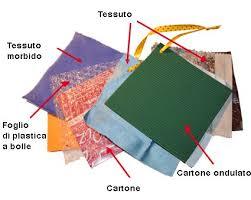 Tessuto
Tessuto
morbido
Foglio
di plastica
a bolle
Cartone ondulato
Cartone